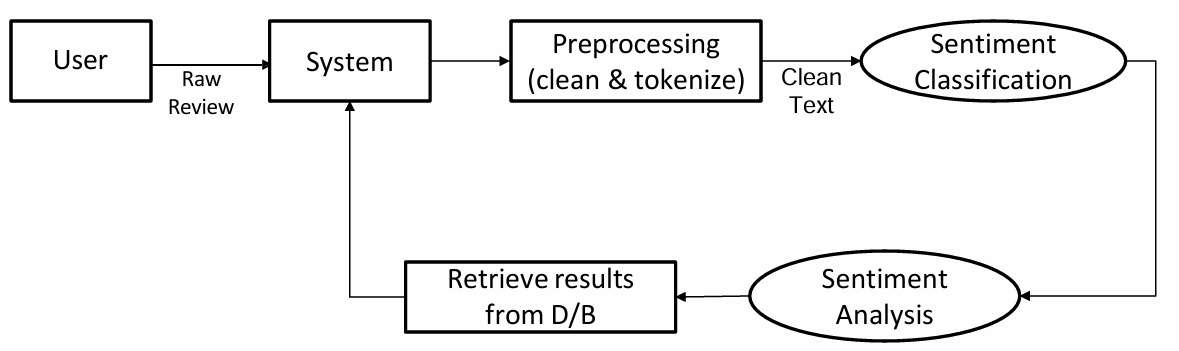 User
Raw
Review
System
Preprocessing
(clean & tokenize)
Clean
Text
Sentiment
Classification
Retrieve results
from D/B
Sentiment
Analysis